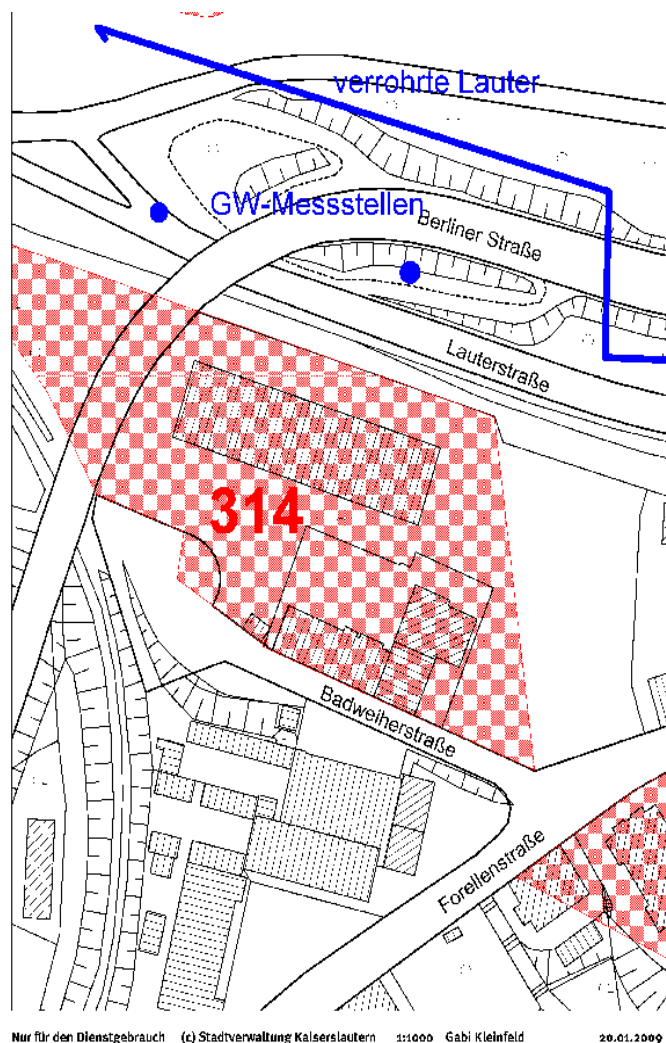 verrohrte Lauter
GW-Messstellen
Berliner Straße
Lauterstraße
314
Badweiherstraße
Forellenstraße
Nur für den Dienstgebrauch (c) Stadtverwaltung Kaiserslautern 1:1000 Gabi Kleinfeld 20.01.2009